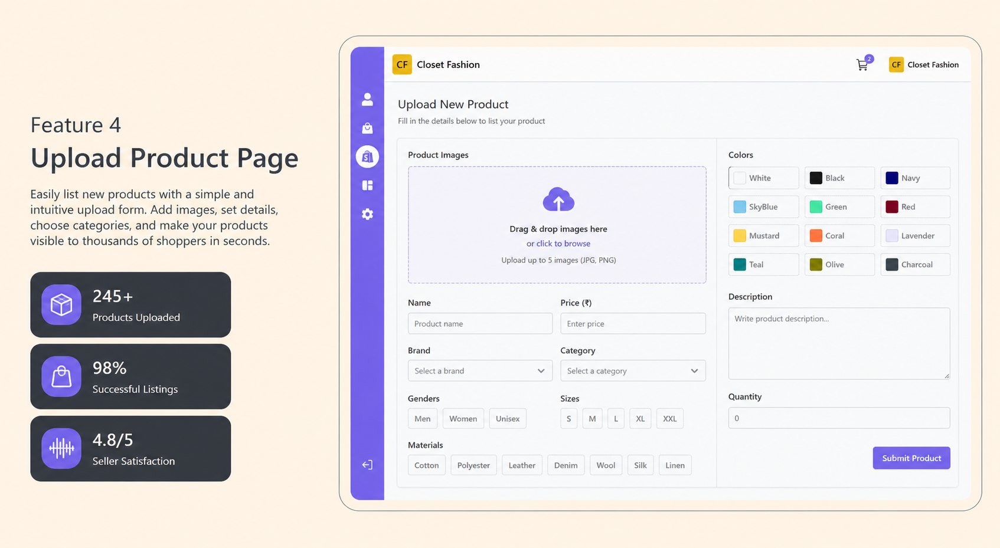 Feature 4
Upload Product Page
Easily list new products with a simple and
intuitive upload form. Add images, set details,
choose categories, and make your products
visible to thousands of shoppers in seconds.
245+
Products Uploaded
98%
Successful Listings
4.8/5
Seller Satisfaction
CF Closet Fashion
2
CF Closet Fashion
Upload New Product
Fill in the details below to list your product
Product Images
Drag & drop images here
or click to browse
Upload up to 5 images (JPG, PNG)
Name
Product name
Price (₹)
Enter price
Brand
Select a brand
Category
Select a category
Genders
Men Women Unisex
Sizes
S M L XL XXL
Materials
Cotton Polyester Leather Denim Wool Silk Linen
Colors
White Black Navy
SkyBlue Green Red
Mustard Coral Lavender
Teal Olive Charcoal
Description
Write product description...
Quantity
0
Submit Product